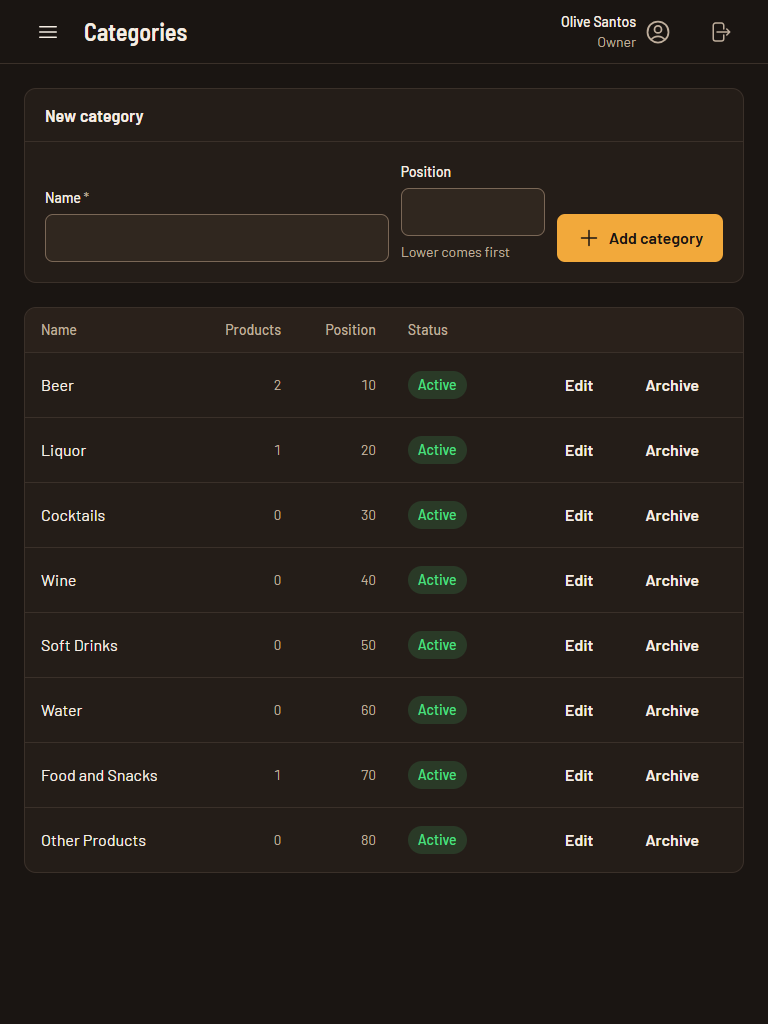 Categories
Olive Santos
Owner
New category
Name *
Position
Lower comes first
Add category
Name Products Position Status
Beer 2 10 Active Edit Archive
Liquor 1 20 Active Edit Archive
Cocktails 0 30 Active Edit Archive
Wine 0 40 Active Edit Archive
Soft Drinks 0 50 Active Edit Archive
Water 0 60 Active Edit Archive
Food and Snacks 1 70 Active Edit Archive
Other Products 0 80 Active Edit Archive